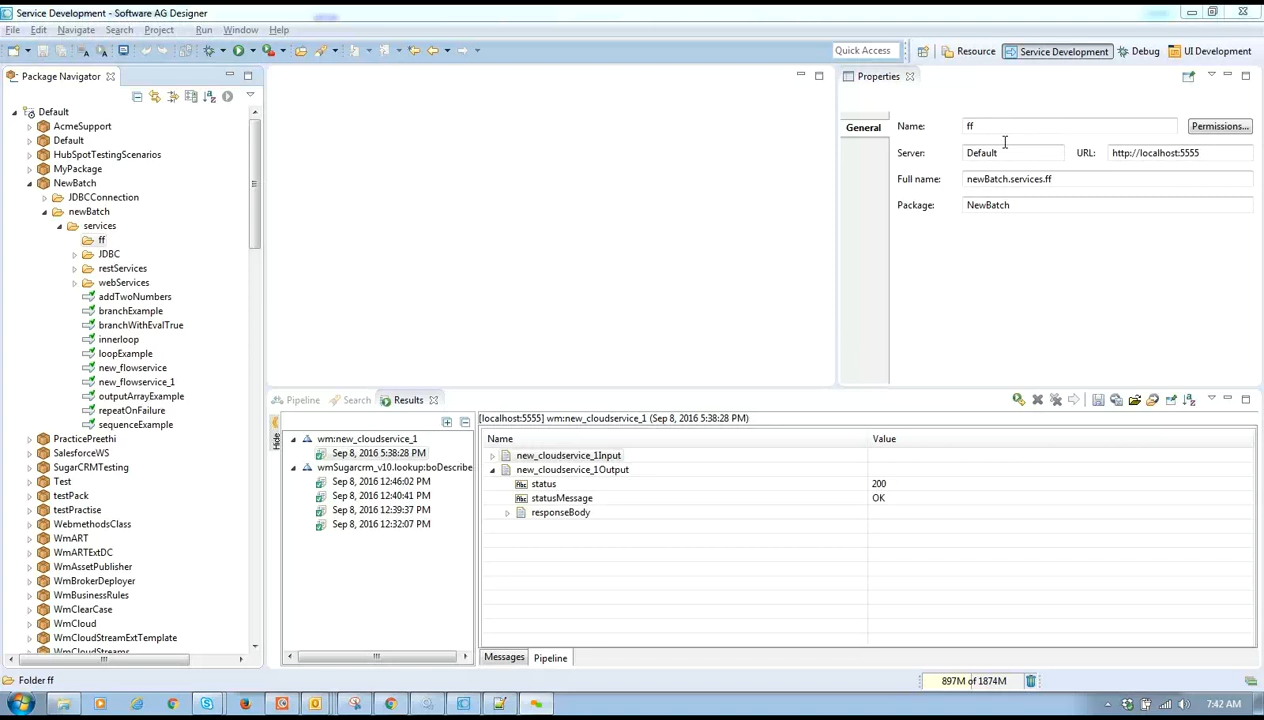 Service Development - Software AG Designer
File Edit Navigate Search Project Run Window Help
Quick Access
Resource
Service Development
Debug
UI Development
Package Navigator
Default
AcmeSupport
Default
HubSpotTestingScenarios
MyPackage
NewBatch
JDBCConnection
newBatch
services
ff
JDBC
restServices
webServices
addTwoNumbers
branchExample
branchWithEvalTrue
innerloop
loopExample
new_flowservice
new_flowservice_1
outputArrayExample
repeatOnFailure
sequenceExample
PracticePreethi
SalesforceWS
SugarCRMTesting
Test
testPack
testPractise
WebmethodsClass
WmART
WmARTExtDC
WmAssetPublisher
WmBrokerDeployer
WmBusinessRules
WmClearCase
WmCloud
WmCloudStreamExtTemplate
WmCloudStreams
Properties
General
Name: ff Permissions...
Server: Default URL: http://localhost:5555
Full name: newBatch.services.ff
Package: NewBatch
Pipeline Search Results
Hide
wm:new_cloudservice_1
Sep 8, 2016 5:38:28 PM
wmSugarcrm_v10.lookup:boDescribe
Sep 8, 2016 12:46:02 PM
Sep 8, 2016 12:40:41 PM
Sep 8, 2016 12:39:37 PM
Sep 8, 2016 12:32:07 PM
[localhost:5555] wm:new_cloudservice_1 (Sep 8, 2016 5:38:28 PM)
Name Value
new_cloudservice_1Input
new_cloudservice_1Output
Abc status 200
Abc statusMessage OK
responseBody
Messages Pipeline
Folder ff
897M of 1874M
7:42 AM